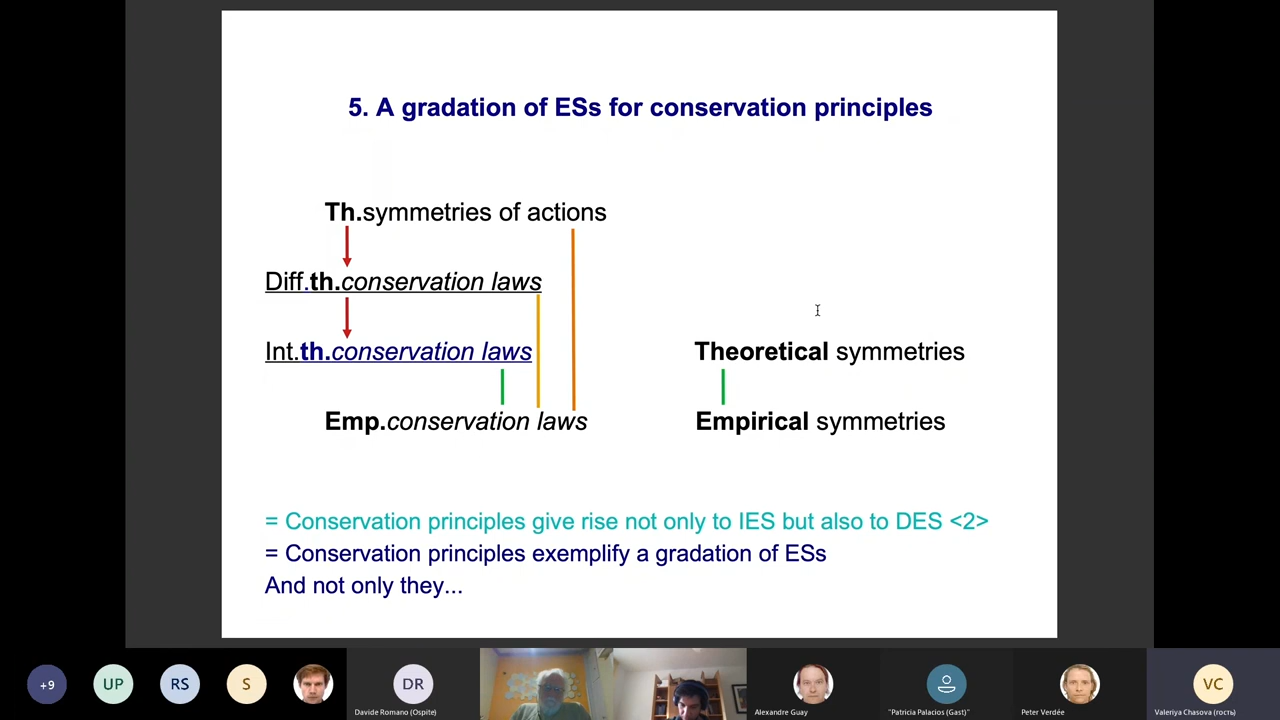 5. A gradation of ESs for conservation principles
Th.symmetries of actions
Diff.th.conservation laws
Int.th.conservation laws
Theoretical symmetries
Emp.conservation laws
Empirical symmetries
= Conservation principles give rise not only to IES but also to DES <2>
= Conservation principles exemplify a gradation of ESs
And not only they...
+9
UP
RS
S
DR
VC
Davide Romano (Ospite)
Alexandre Guay
"Patricia Palacios (Gast)"
Peter Verdée
Valeriya Chasova (гость)